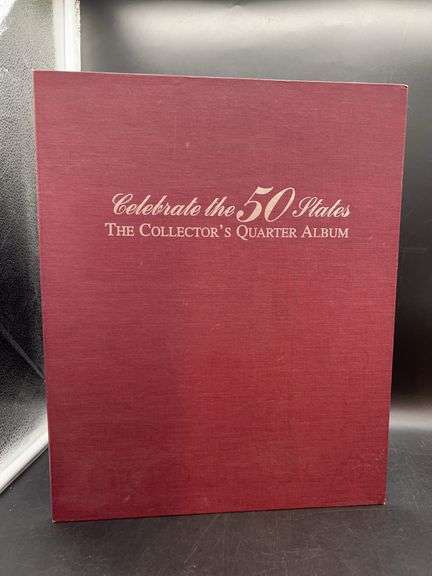 Celebrate the 50 States
THE COLLECTOR'S QUARTER ALBUM